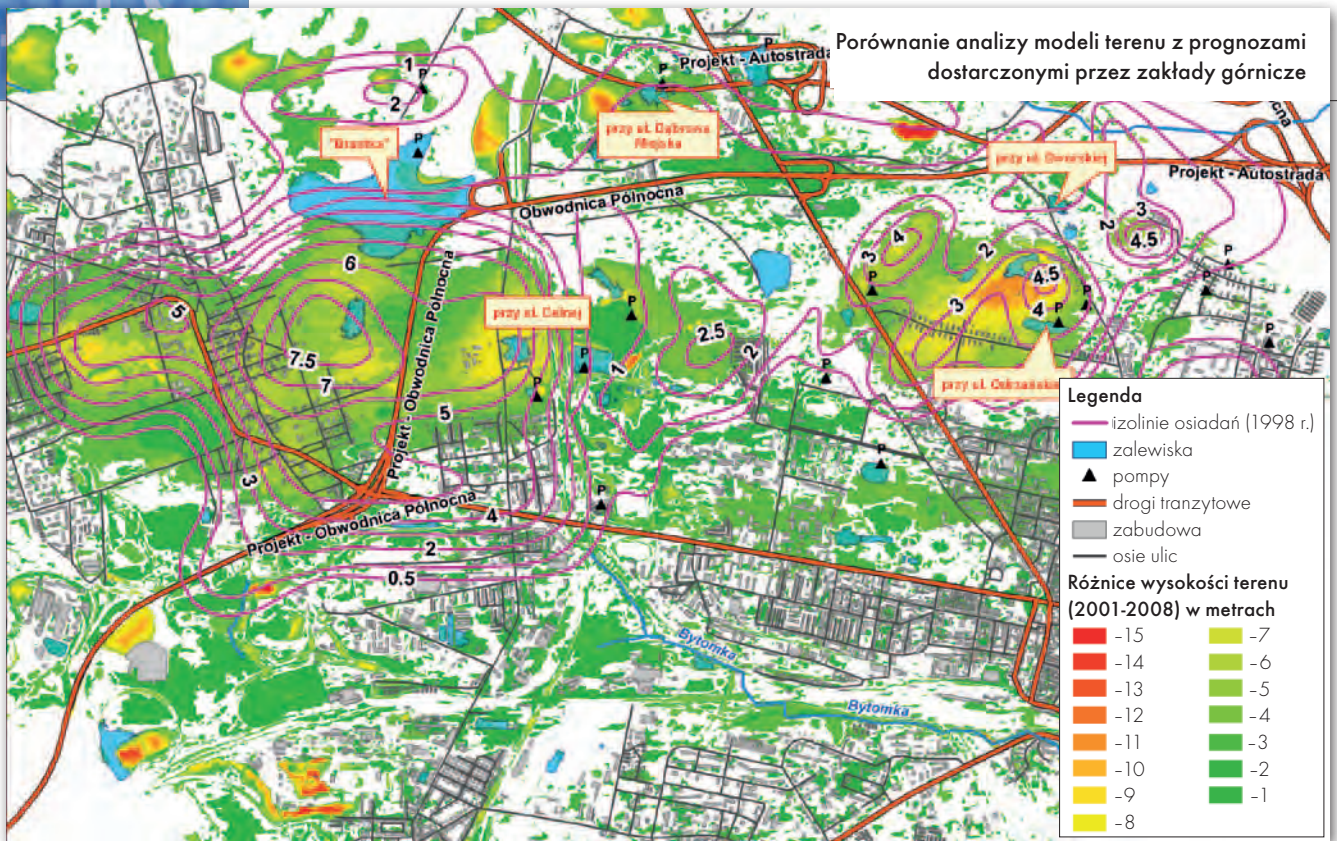 Porównanie analizy modeli terenu z prognozami
dostarczonymi przez zakłady górnicze
1
P
2
P
P
P
Projekt - Autostrada
przy ul. Dąbrowa
Miejska
przy ul. Dworskiej
cna
Projekt - Autostrada
Obwodnica Północna
3
2
4.5
4
3
2
4.5
3
4
P
P
P
P
P
P
6
5
7.5
7
5
3
Projekt - Obwodnica Północna
przy ul. Celnej
P
P
P
1
2.5
2
P
P
przy ul. Odrzańskiej
Projekt - Obwodnica Północna
4
2
0.5
P
Bytomka
Bytomka
Legenda
izolinie osiadań (1998 r.)
zalewiska
P
pompy
drogi tranzytowe
zabudowa
osie ulic
Różnice wysokości terenu
(2001-2008) w metrach
-15
-14
-13
-12
-11
-10
-9
-8
-7
-6
-5
-4
-3
-2
-1